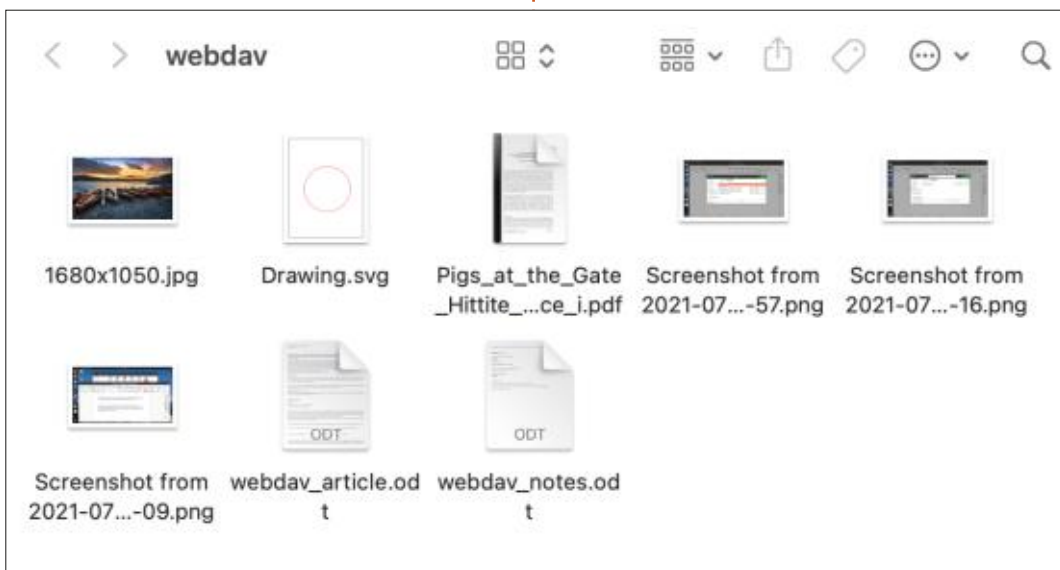 webdav
1680x1050.jpg
Drawing.svg
Pigs_at_the_Gate
_Hittite_...ce_i.pdf
Screenshot from
2021-07...-57.png
Screenshot from
2021-07...-16.png
ODT
ODT
Screenshot from
2021-07...-09.png
webdav_article.od
t
webdav_notes.od
t